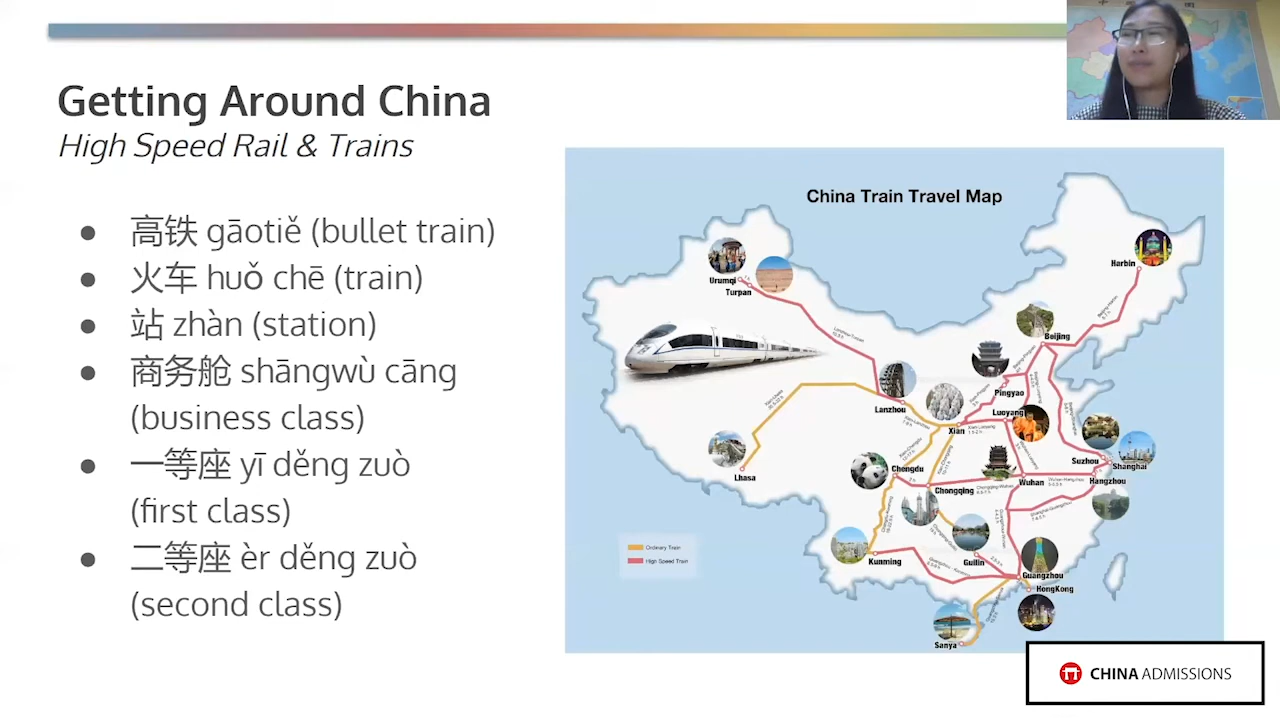 Getting Around China
High Speed Rail & Trains
● 高铁 gāotiě (bullet train)
● 火车 huǒ chē (train)
● 站 zhàn (station)
● 商务舱 shāngwù cāng
(business class)
● 一等座 yī děng zuò
(first class)
● 二等座 èr děng zuò
(second class)
China Train Travel Map
Harbin
Urumqi
Turpan
Beijing
Pingyao
Lanzhou
Luoyang
Xian
Suzhou
Shanghai
Chengdu
Lhasa
Hangzhou
Wuhan
Chongqing
Ordinary Train
High Speed Train
Kunming
Guilin
Guangzhou
HongKong
Sanya
CHINA ADMISSIONS